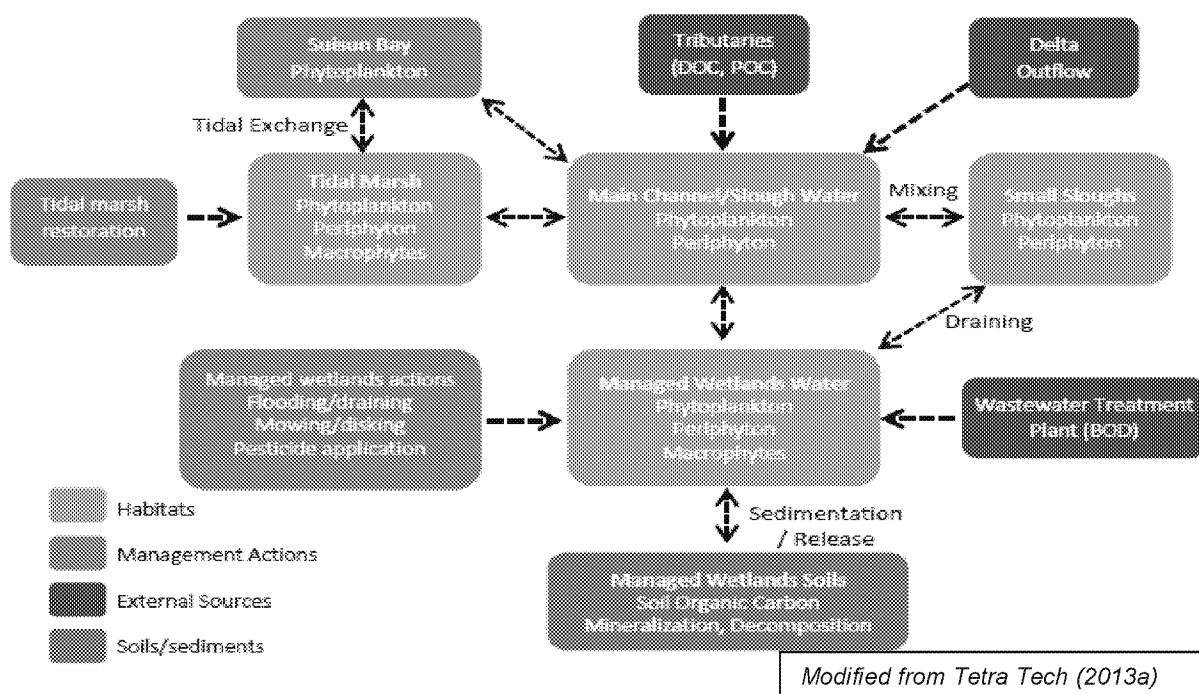 Suisun Bay
Phytoplankton
Tributaries
(DOC, POC)
Delta
Outflow
Tidal Exchange
Tidal marsh
restoration
Tidal Marsh
Phytoplankton
Periphyton
Macrophytes
Main Channel/Slough Water
Phytoplankton
Periphyton
Mixing
Small Sloughs
Phytoplankton
Periphyton
Draining
Managed wetlands actions
Flooding/draining
Mowing/disking
Pesticide application
Managed Wetlands Water
Phytoplankton
Periphyton
Macrophytes
Wastewater Treatment
Plant (BOD)
Sedimentation
/ Release
Managed Wetlands Soils
Soil Organic Carbon
Mineralization, Decomposition
Habitats
Management Actions
External Sources
Soils/sediments
Modified from Tetra Tech (2013a)